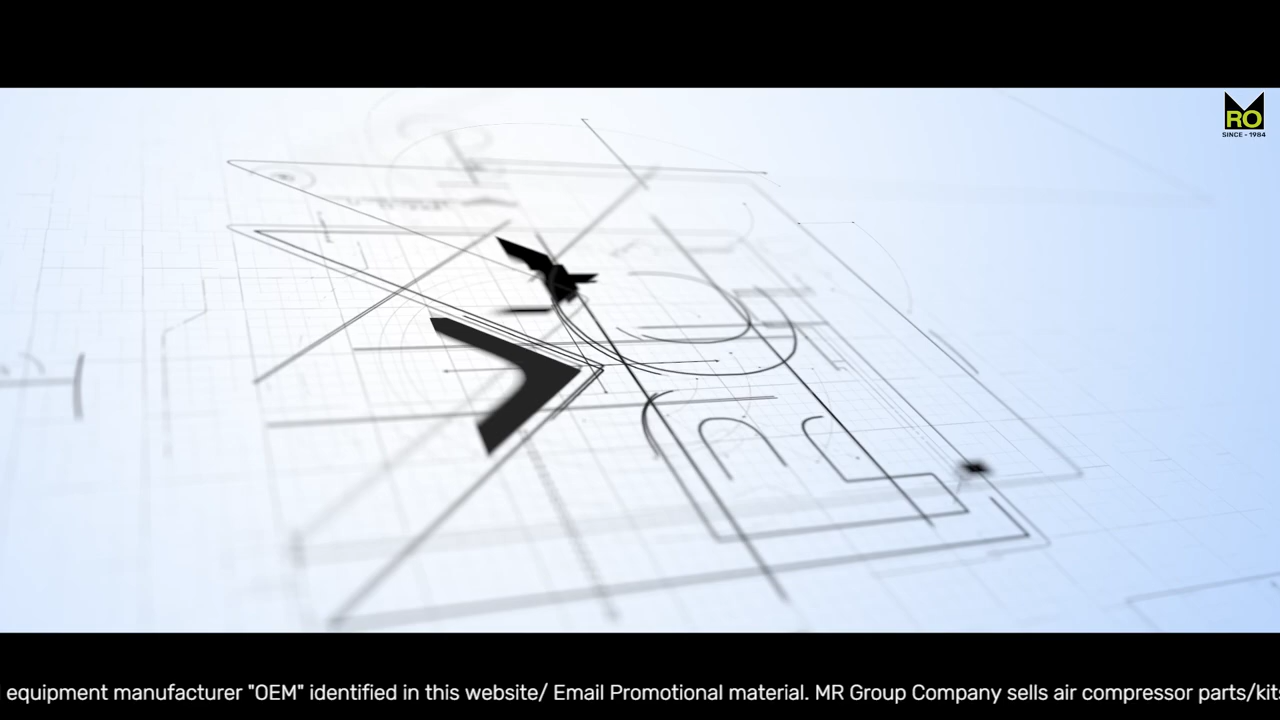 RO
SINCE - 1984
equipment manufacturer "OEM" identified in this website/ Email Promotional material. MR Group Company sells air compressor parts/kits